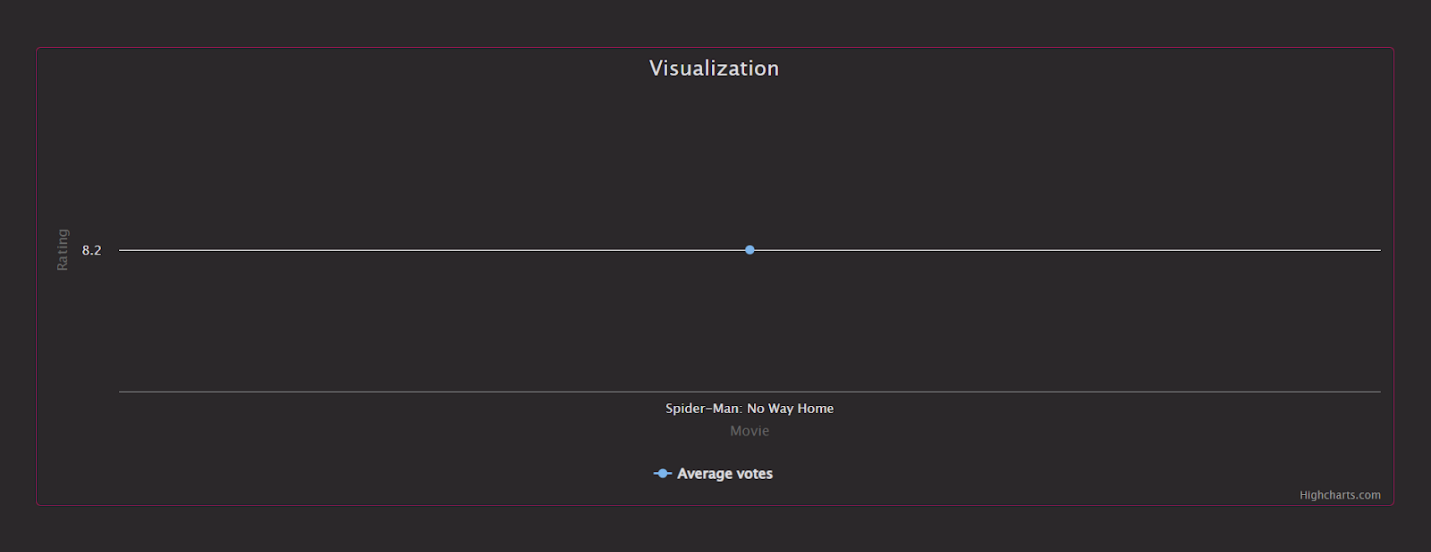 Visualization
Rating
8.2
Spider-Man: No Way Home
Movie
Average votes
Highcharts.com